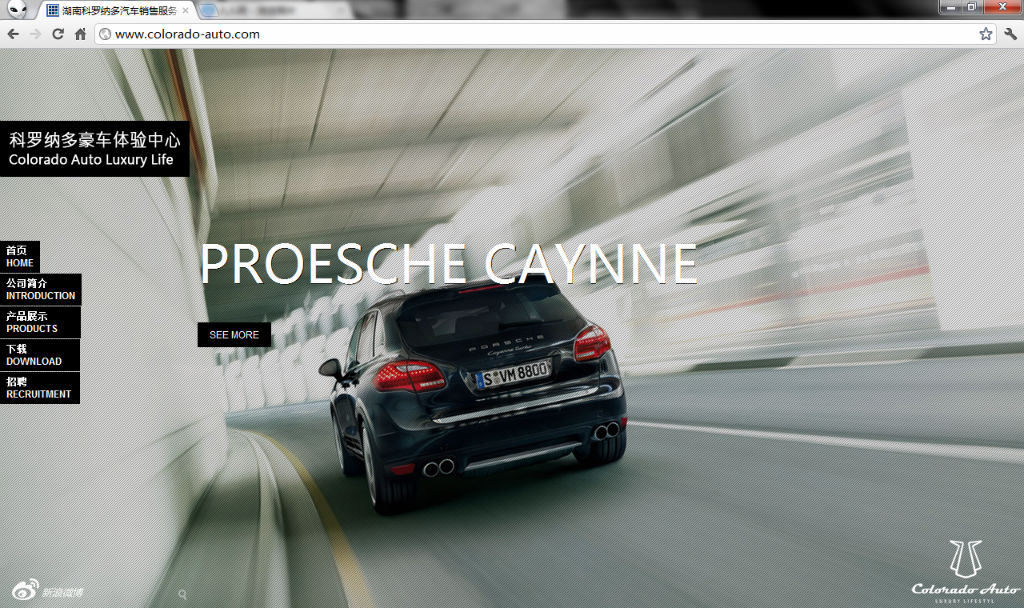 湖南科罗纳多汽车销售服务
www.colorado-auto.com
科罗纳多豪车体验中心
Colorado Auto Luxury Life
首页
HOME
公司简介
INTRODUCTION
产品展示
PRODUCTS
下载
DOWNLOAD
招聘
RECRUITMENT
PROESCHE CAYNNE
SEE MORE
PORSCHE
Cayenne Turbo
S VM 8800
新浪微博
Colorado Auto
LUXURY LIFESTYL